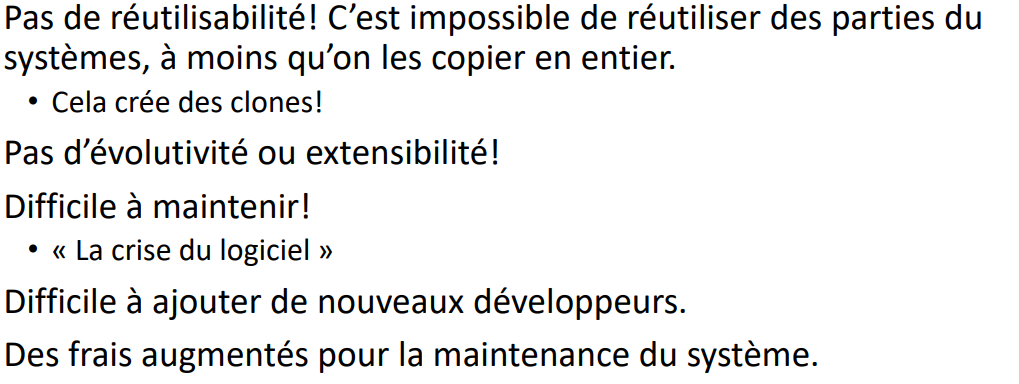 Pas de réutilisabilité! C’est impossible de réutiliser des parties du
systèmes, à moins qu’on les copier en entier.
• Cela crée des clones!
Pas d’évolutivité ou extensibilité!
Difficile à maintenir!
• « La crise du logiciel »
Difficile à ajouter de nouveaux développeurs.
Des frais augmentés pour la maintenance du système.